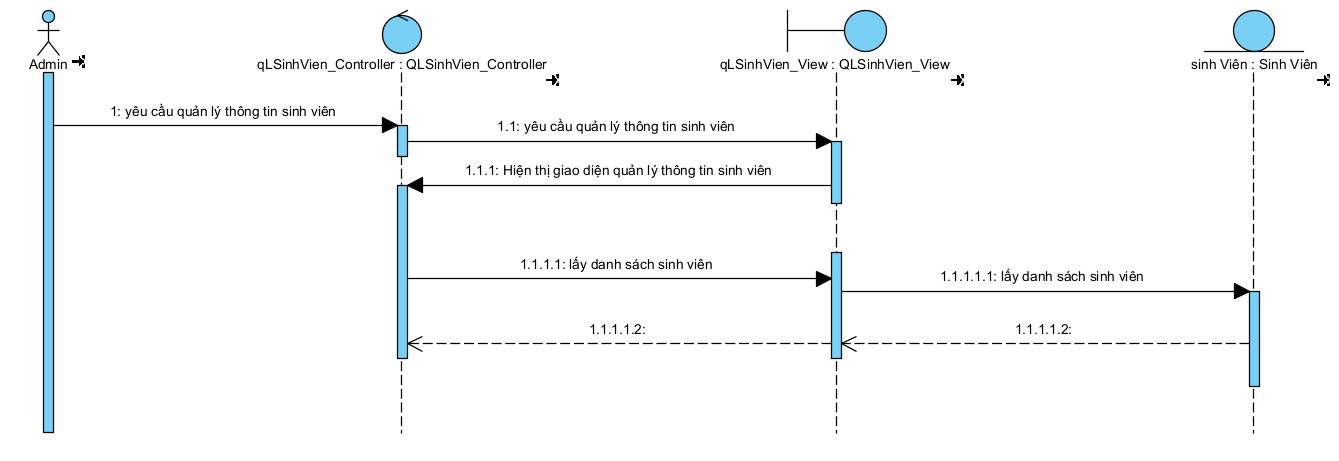 Admin
qLSinhVien_Controller : QLSinhVien_Controller
qLSinhVien_View : QLSinhVien_View
sinh Viên : Sinh Viên
1: yêu cầu quản lý thông tin sinh viên
1.1: yêu cầu quản lý thông tin sinh viên
1.1.1: Hiện thị giao diện quản lý thông tin sinh viên
1.1.1.1: lấy danh sách sinh viên
1.1.1.1.1: lấy danh sách sinh viên
1.1.1.1.2:
1.1.1.1.2: